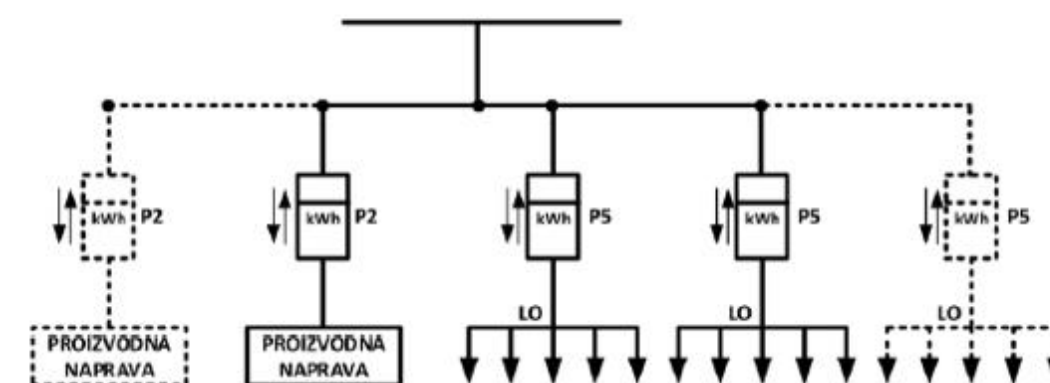 kWh P2
kWh P2
kWh P5
kWh P5
kWh P5
LO
LO
LO
PROIZVODNA
NAPRAVA
PROIZVODNA
NAPRAVA